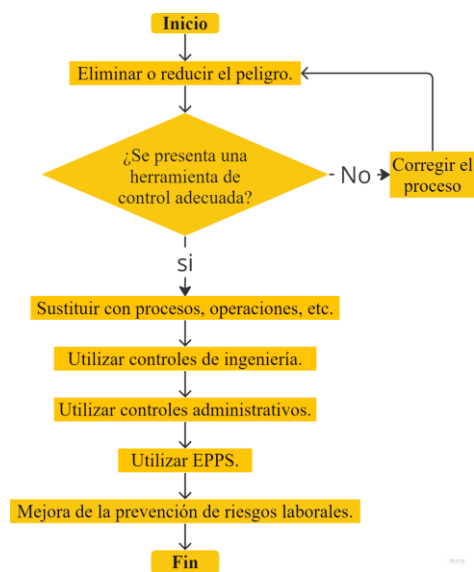 Inicio
Eliminar o reducir el peligro.
¿Se presenta una
herramienta de
control adecuada?
No
Corregir el
proceso
si
Sustituir con procesos, operaciones, etc.
Utilizar controles de ingeniería.
Utilizar controles administrativos.
Utilizar EPPS.
Mejora de la prevención de riesgos laborales.
Fin
miro